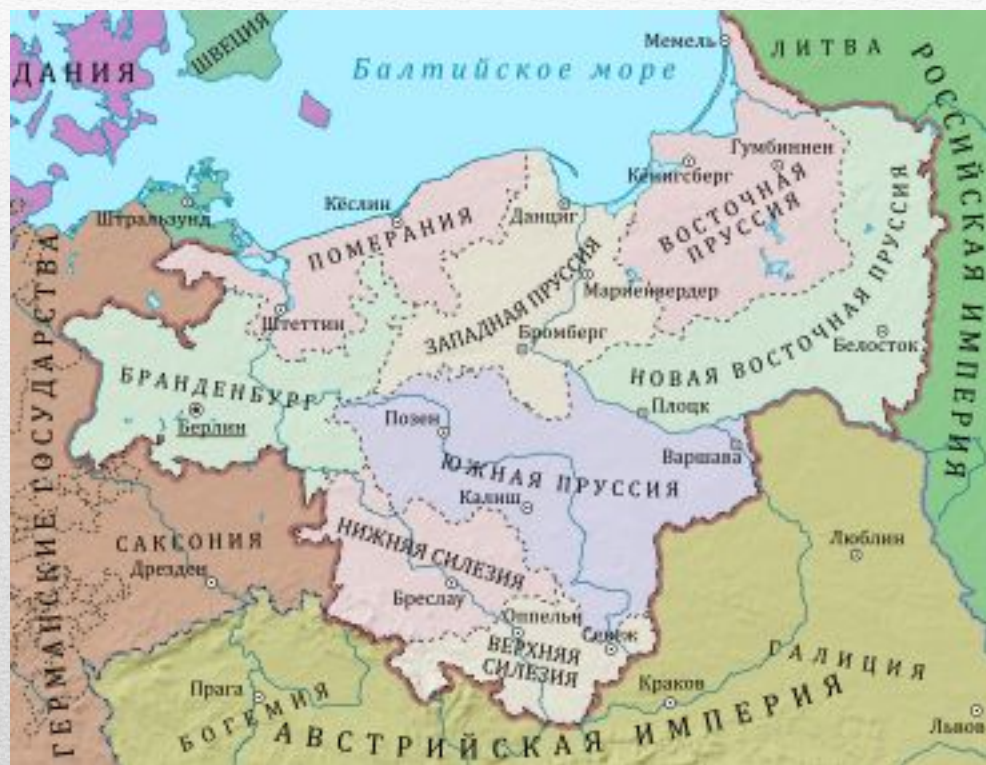 ШВЕЦИЯ
ДАНИЯ
Балтийское море
Мемель
ЛИТВА
РОССИЙСКАЯ ИМПЕРИЯ
Гумбиннен
Кёнигсберг
ВОСТОЧНАЯ
ПРУССИЯ
Штральзунд
Кёслин
Данциг
ПОМЕРАНИЯ
Мариенвердер
ЗАПАДНАЯ ПРУССИЯ
Штеттин
Бромберг
НОВАЯ ВОСТОЧНАЯ ПРУССИЯ
Белосток
БРАНДЕНБУРГ
Берлин
Плоцк
Позен
Варшава
ЮЖНАЯ ПРУССИЯ
Калиш
ГЕРМАНСКИЕ ГОСУДАРСТВА
САКСОНИЯ
Дрезден
НИЖНЯЯ СИЛЕЗИЯ
Бреслау
Люблин
Оппельн
ВЕРХНЯЯ
СИЛЕЗИЯ
ГАЛИЦИЯ
Прага
БОГЕМИЯ
Краков
АВСТРИЙСКАЯ ИМПЕРИЯ
Львов